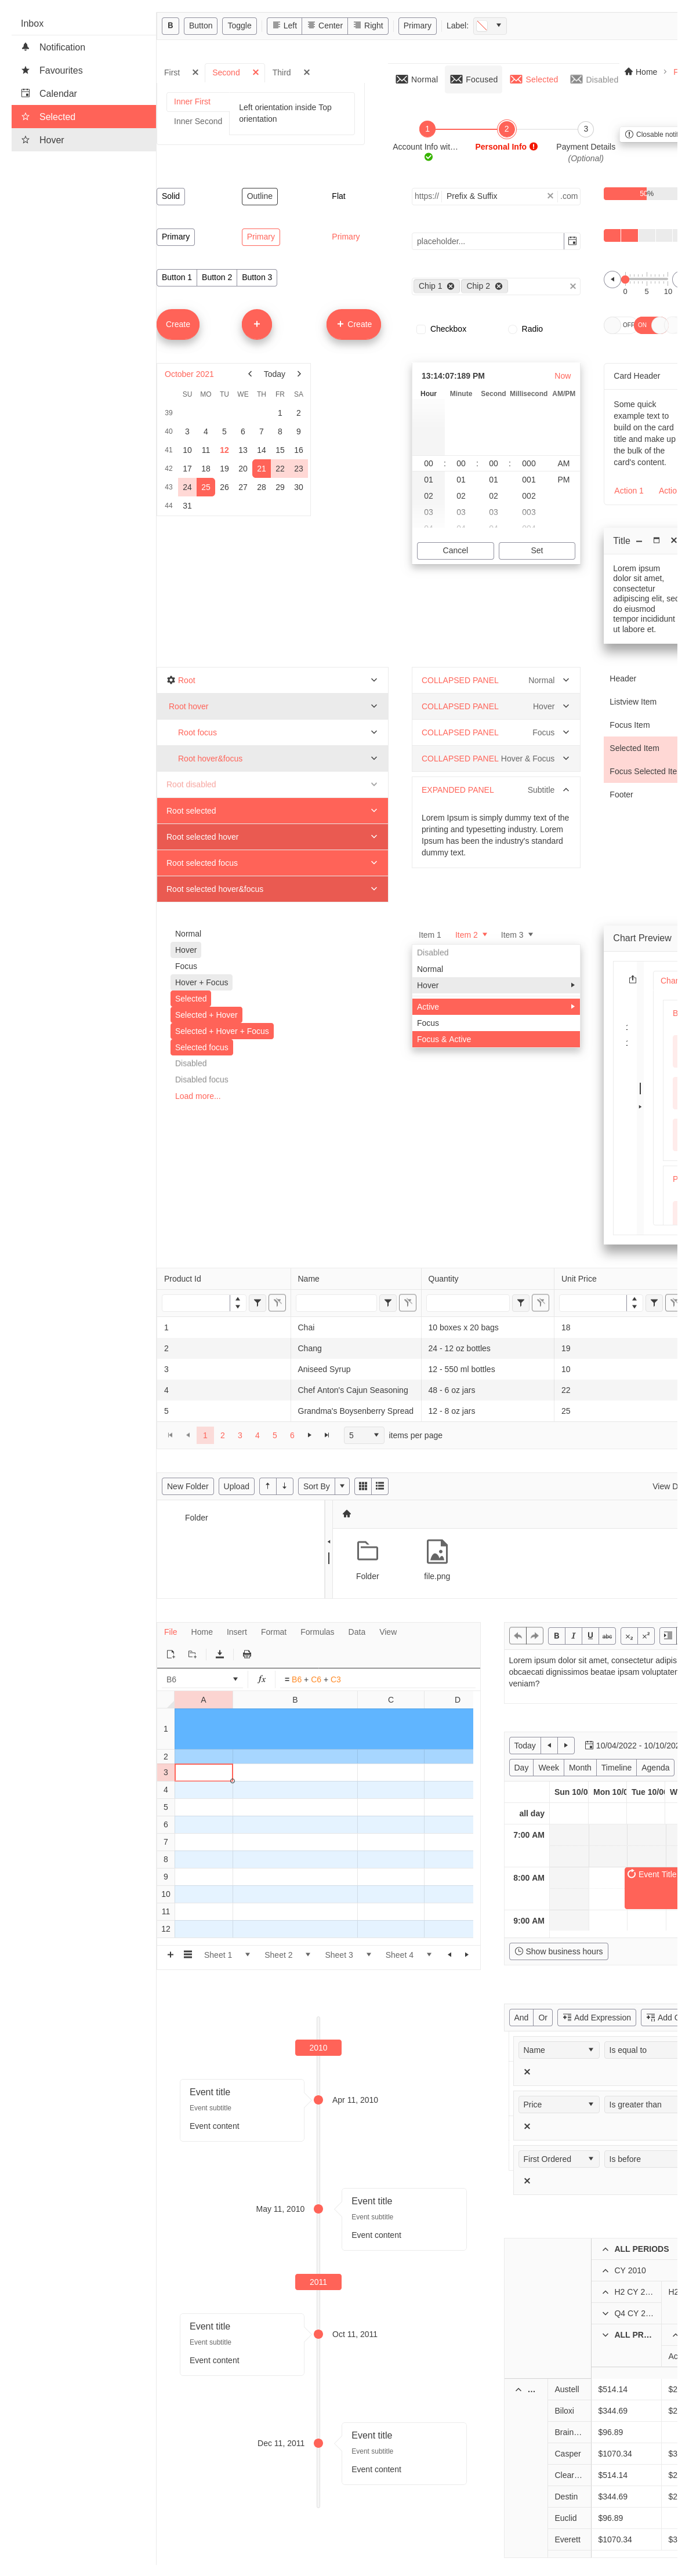 Inbox
Notification
Favourites
Calendar
Selected
Hover
B Button Toggle Left Center Right Primary Label:
First Second Third
Inner First
Inner Second
Left orientation inside Top
orientation
Normal Focused Selected Disabled
Home
1 2 3
Account Info wit... Personal Info Payment Details
(Optional)
Closable notif
Solid Outline Flat
Primary Primary Primary
Button 1 Button 2 Button 3
Create Create
https:// Prefix & Suffix .com
placeholder...
Chip 1 Chip 2
Checkbox Radio
0 5 10
OFF ON
October 2021 Today
SU MO TU WE TH FR SA
39 1 2
40 3 4 5 6 7 8 9
41 10 11 12 13 14 15 16
42 17 18 19 20 21 22 23
43 24 25 26 27 28 29 30
44 31
13:14:07:189 PM Now
Hour Minute Second Millisecond AM/PM
00 : 00 : 00 : 000 AM
01 01 01 001 PM
02 02 02 002
03 03 03 003
04 04 04 004
Cancel Set
Card Header
Some quick
example text to
build on the card
title and make up
the bulk of the
card's content.
Action 1 Actio
Title
Lorem ipsum
dolor sit amet,
consectetur
adipiscing elit, sed
do eiusmod
tempor incididunt
ut labore et.
Root
Root hover
Root focus
Root hover&focus
Root disabled
Root selected
Root selected hover
Root selected focus
Root selected hover&focus
COLLAPSED PANEL Normal
COLLAPSED PANEL Hover
COLLAPSED PANEL Focus
COLLAPSED PANEL Hover & Focus
EXPANDED PANEL Subtitle
Lorem Ipsum is simply dummy text of the
printing and typesetting industry. Lorem
Ipsum has been the industry's standard
dummy text.
Header
Listview Item
Focus Item
Selected Item
Focus Selected Ite
Footer
Normal
Hover
Focus
Hover + Focus
Selected
Selected + Hover
Selected + Hover + Focus
Selected focus
Disabled
Disabled focus
Load more...
Item 1 Item 2 Item 3
Disabled
Normal
Hover
Active
Focus
Focus & Active
Chart Preview
Char
Product Id Name Quantity Unit Price
1 Chai 10 boxes x 20 bags 18
2 Chang 24 - 12 oz bottles 19
3 Aniseed Syrup 12 - 550 ml bottles 10
4 Chef Anton's Cajun Seasoning 48 - 6 oz jars 22
5 Grandma's Boysenberry Spread 12 - 8 oz jars 25
1 2 3 4 5 6 5 items per page
New Folder Upload Sort By View D
Folder
Folder file.png
File Home Insert Format Formulas Data View
B6 fx = B6 + C6 + C3
A B C D
1
2
3
4
5
6
7
8
9
10
11
12
Sheet 1 Sheet 2 Sheet 3 Sheet 4
B I U abc x₂ x²
Lorem ipsum dolor sit amet, consectetur adipis
obcaecati dignissimos beatae ipsam voluptater
veniam?
Today 10/04/2022 - 10/10/202
Day Week Month Timeline Agenda
Sun 10/0 Mon 10/0 Tue 10/0 W
all day
7:00 AM
8:00 AM Event Title
9:00 AM
Show business hours
2010
Event title
Event subtitle
Event content
Apr 11, 2010
May 11, 2010
Event title
Event subtitle
Event content
2011
Event title
Event subtitle
Event content
Oct 11, 2011
Dec 11, 2011
Event title
Event subtitle
Event content
And Or Add Expression Add G
Name Is equal to
Price Is greater than
First Ordered Is before
ALL PERIODS
CY 2010
H2 CY 2... H2
Q4 CY 2...
ALL PR...
Ac
... Austell $514.14 $2
Biloxi $344.69 $2
Brain... $96.89
Casper $1070.34 $3
Clear... $514.14 $2
Destin $344.69 $2
Euclid $96.89
Everett $1070.34 $3